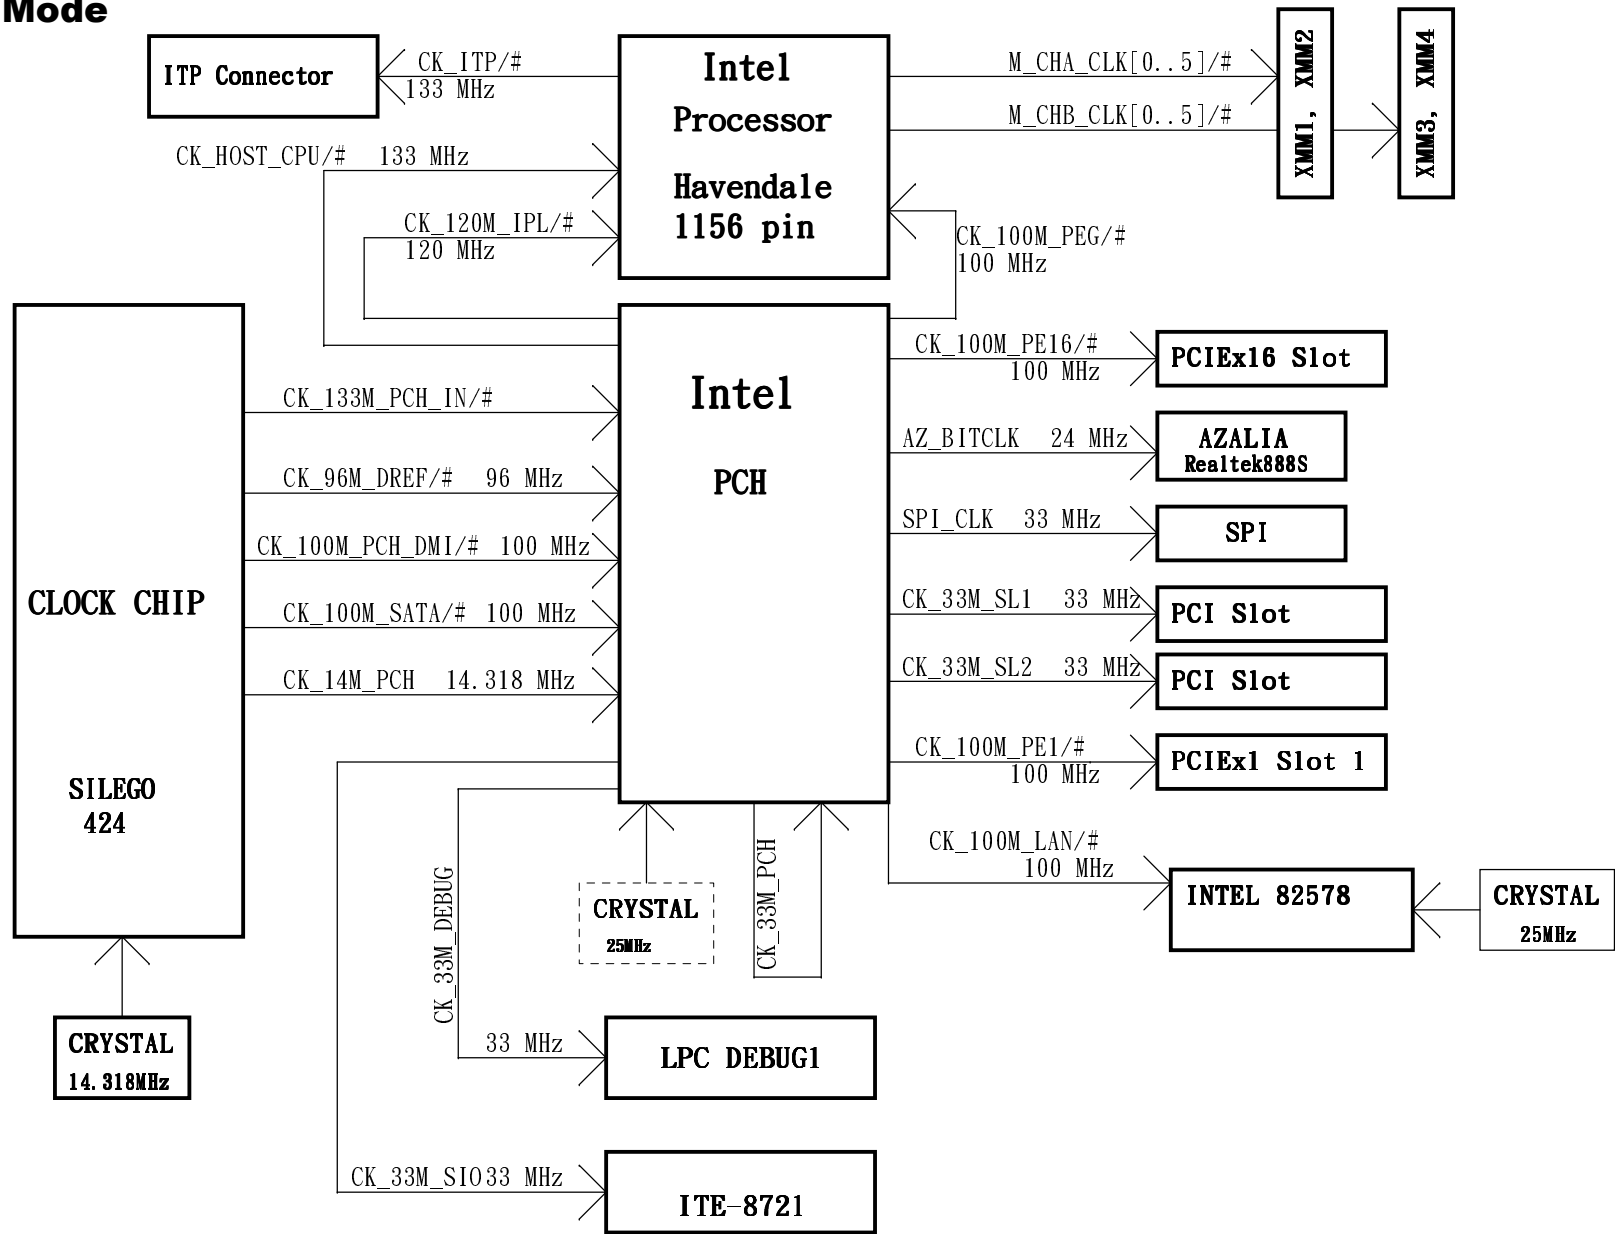 Mode
ITP Connector
CK_ITP/#
133 MHz
Intel
Processor
Havendale
1156 pin
M_CHA_CLK[0..5]/#
M_CHB_CLK[0..5]/#
XMM1, XMM2
XMM3, XMM4
CK_HOST_CPU/# 133 MHz
CK_120M_IPL/#
120 MHz
CK_100M_PEG/#
100 MHz
CLOCK CHIP
SILEGO
424
CK_133M_PCH_IN/#
CK_96M_DREF/# 96 MHz
CK_100M_PCH_DMI/# 100 MHz
CK_100M_SATA/# 100 MHz
CK_14M_PCH 14.318 MHz
Intel
PCH
CK_100M_PE16/#
100 MHz
PCIEx16 Slot
AZ_BITCLK 24 MHz
AZALIA
Realtek888S
SPI_CLK 33 MHz
SPI
CK_33M_SL1 33 MHz
PCI Slot
CK_33M_SL2 33 MHz
PCI Slot
CK_100M_PE1/#
100 MHz
PCIEx1 Slot 1
CK_100M_LAN/#
100 MHz
INTEL 82578
CRYSTAL
25MHz
CRYSTAL
25MHz
CK_33M_PCH
CK_33M_DEBUG
33 MHz
LPC DEBUG1
CRYSTAL
14.318MHz
CK_33M_SIO 33 MHz
ITE-8721